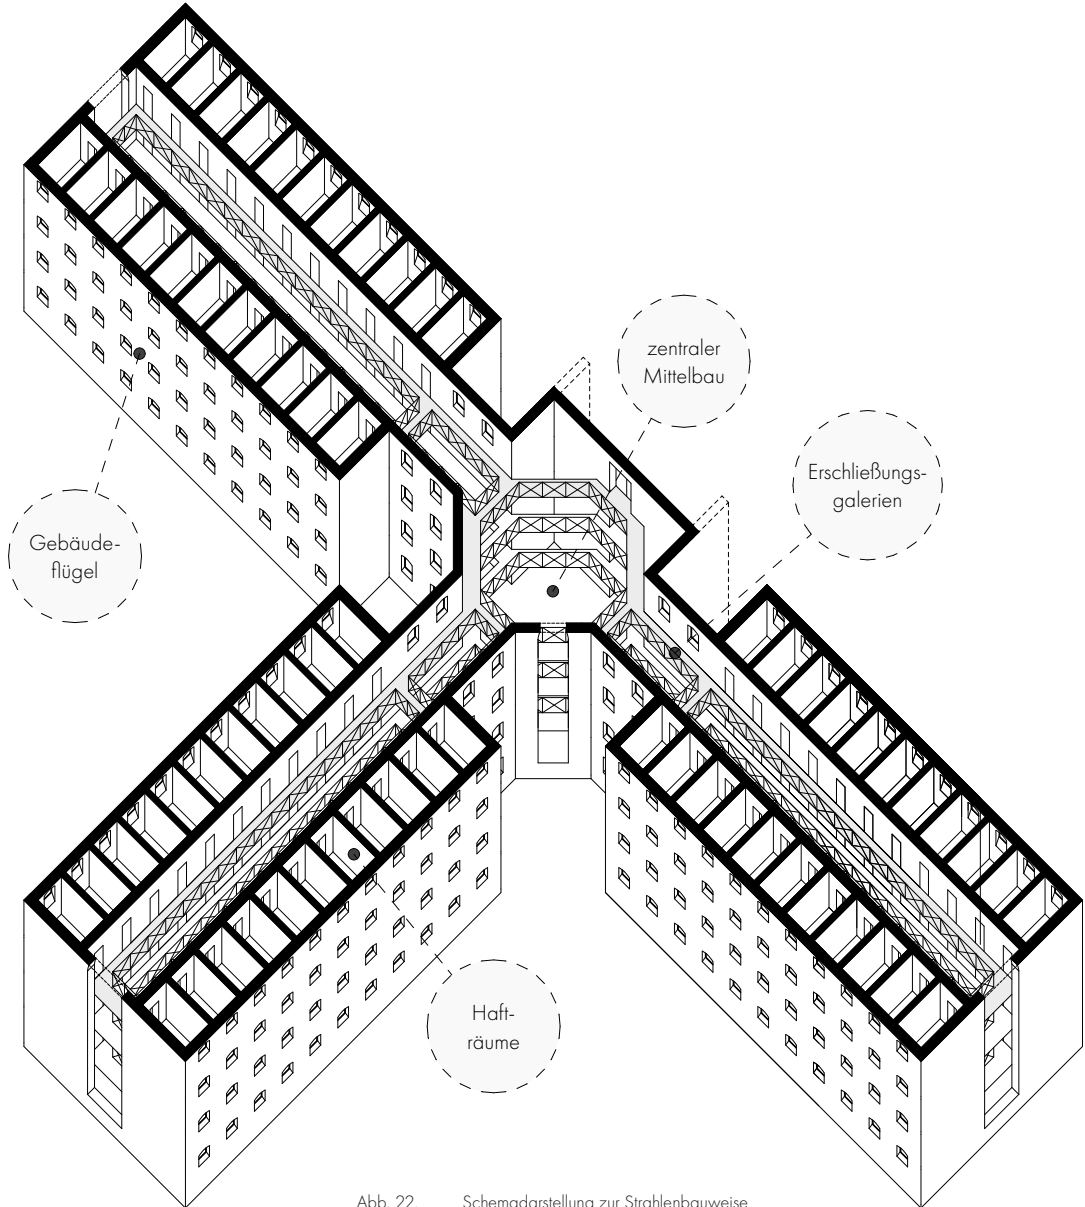 zentraler
Mittelbau
Erschließungs-
galerien
Gebäude-
flügel
Haft-
räume
Abb. 22. Schemadarstellung zur Strahlenbauweise